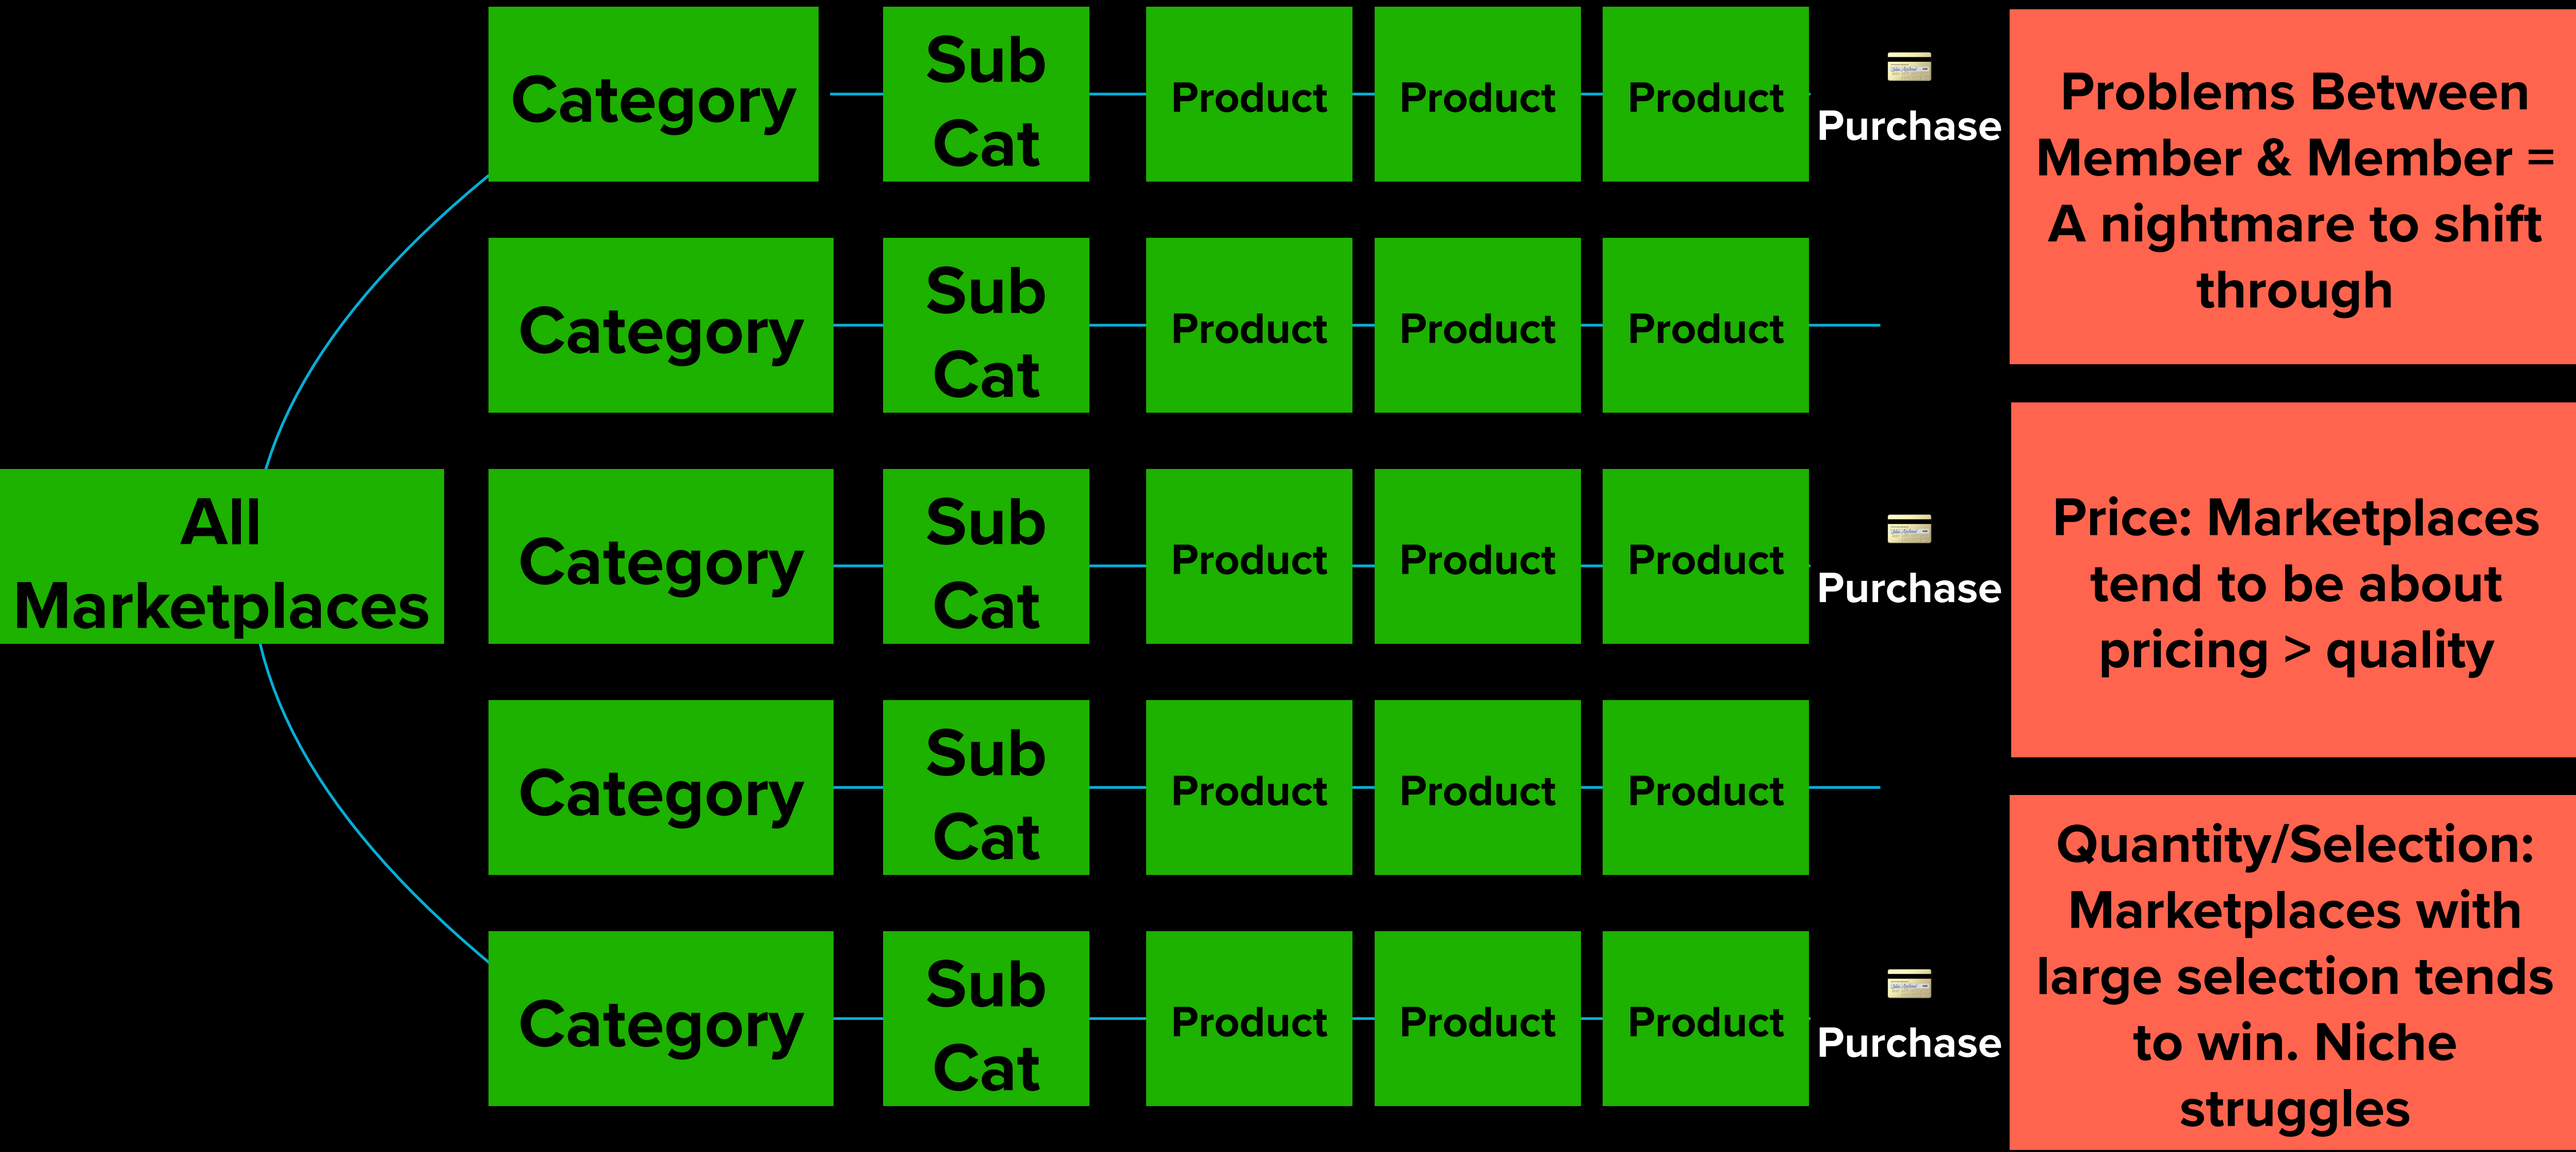 Category
Sub
Cat
Product
Product
Product
Purchase
Category
Sub
Cat
Product
Product
Product
All
Marketplaces
Category
Sub
Cat
Product
Product
Product
Purchase
Category
Sub
Cat
Product
Product
Product
Category
Sub
Cat
Product
Product
Product
Purchase
Problems Between
Member & Member =
A nightmare to shift
through
Price: Marketplaces
tend to be about
pricing > quality
Quantity/Selection:
Marketplaces with
large selection tends
to win. Niche
struggles